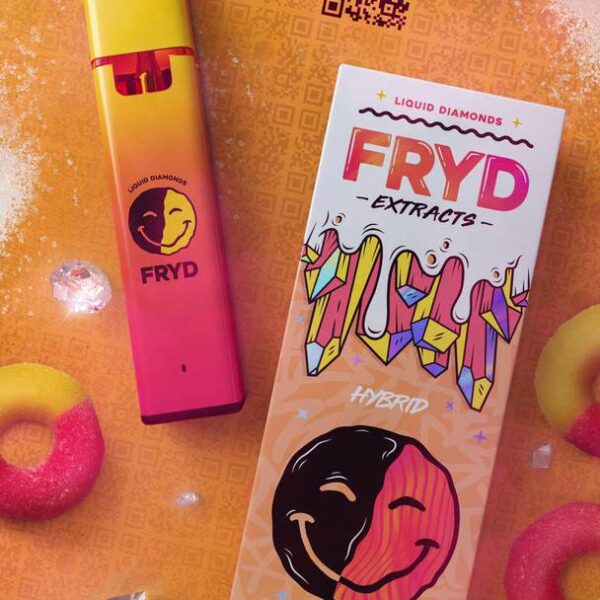 LIQUID DIAMONDS
FRYD
LIQUID DIAMONDS
FRYD
- EXTRACTS -
HYBRID